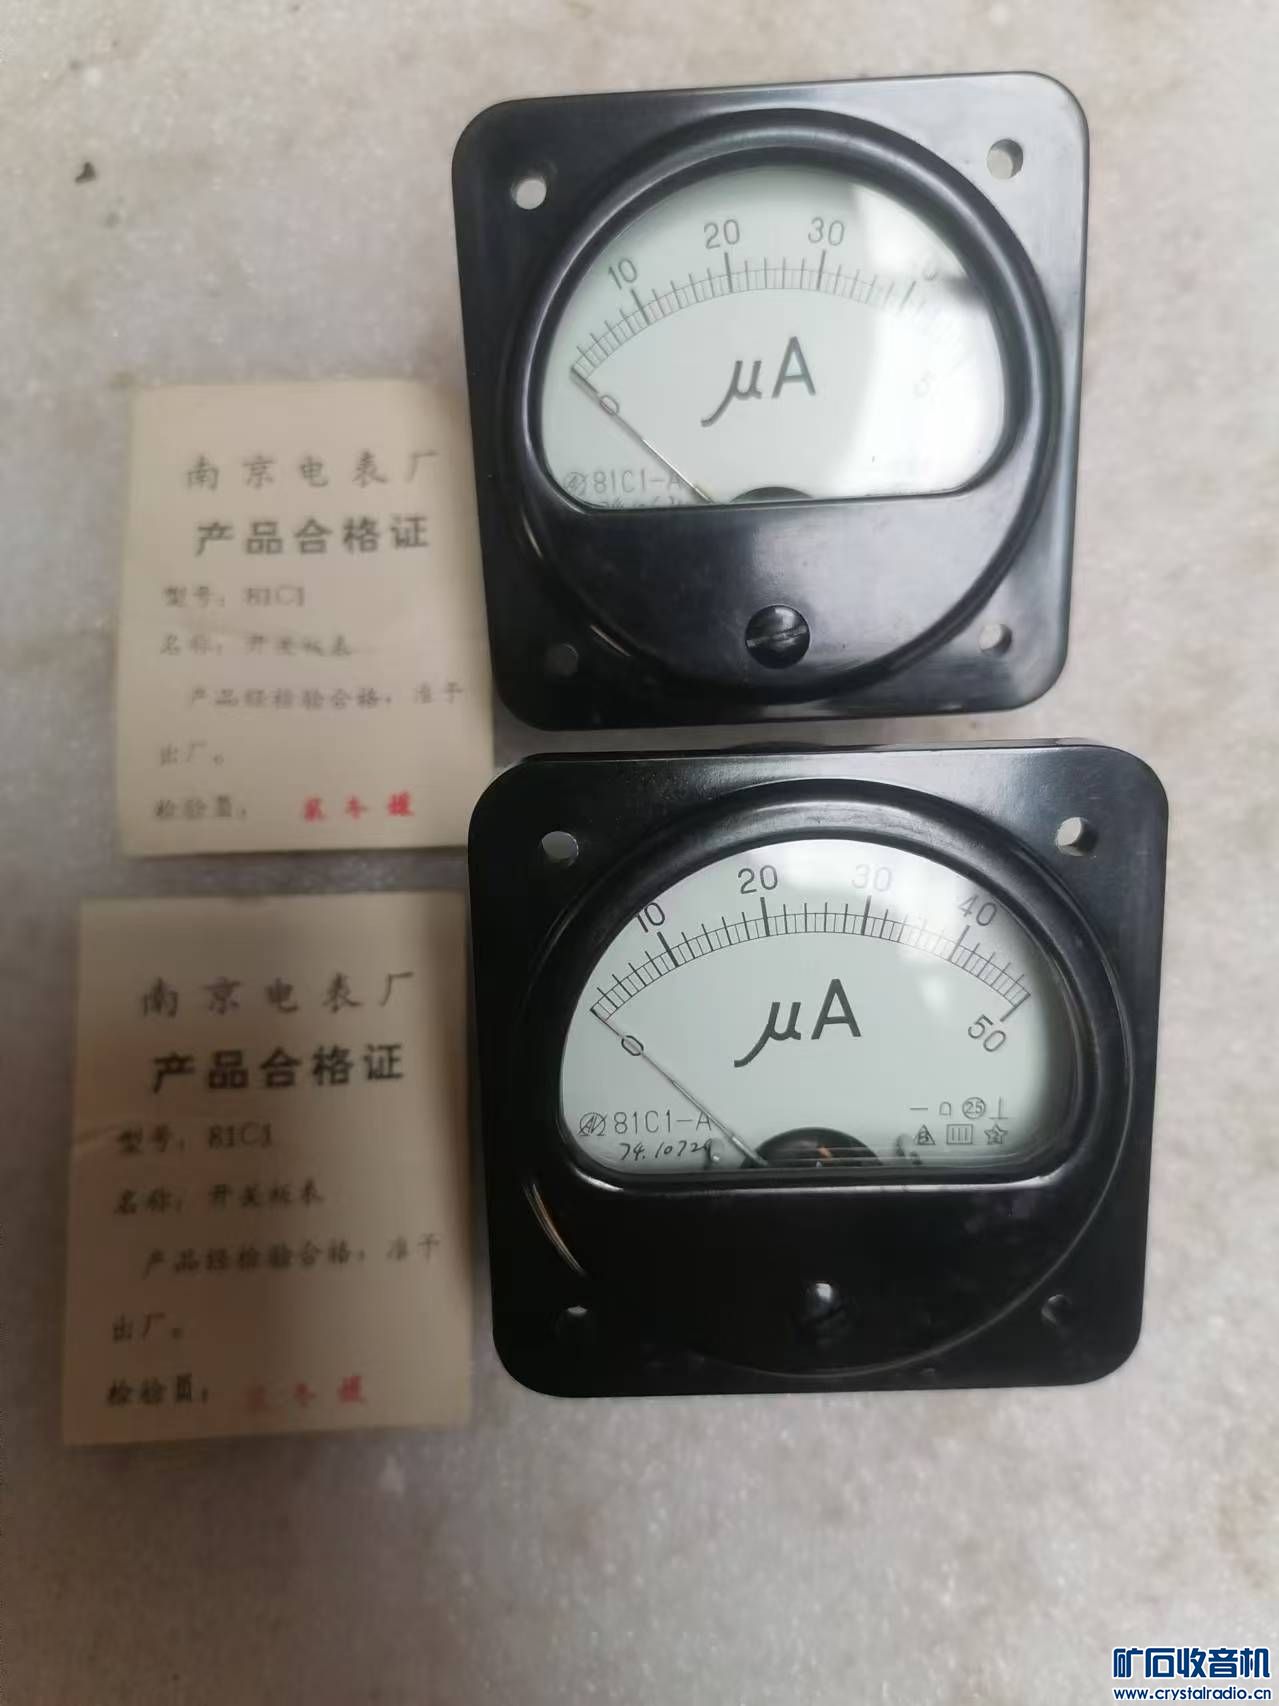 10
20
30
μA
0
81C1-A
南京电表厂
产品合格证
型号：81C1
名称：开关板表
产品经检验合格，准予
出厂。
检验员：
10
20
30
40
50
μA
0
81C1-A
74.10
2.5
南京电表厂
产品合格证
型号：81C1
名称：开关板表
产品经检验合格，准予
出厂。
检验员：
矿石收音机
www.crystalradio.cn